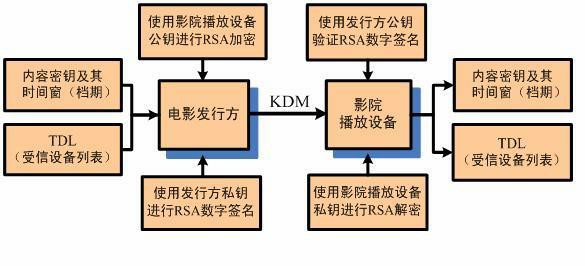 使用影院播放设备
公钥进行RSA加密
使用发行方公钥
验证RSA数字签名
内容密钥及其
时间窗（档期）
TDL
（受信设备列表）
电影发行方
KDM
影院
播放设备
内容密钥及其
时间窗（档期）
TDL
（受信设备列表）
使用发行方私钥
进行RSA数字签名
使用影院播放设备
私钥进行RSA解密